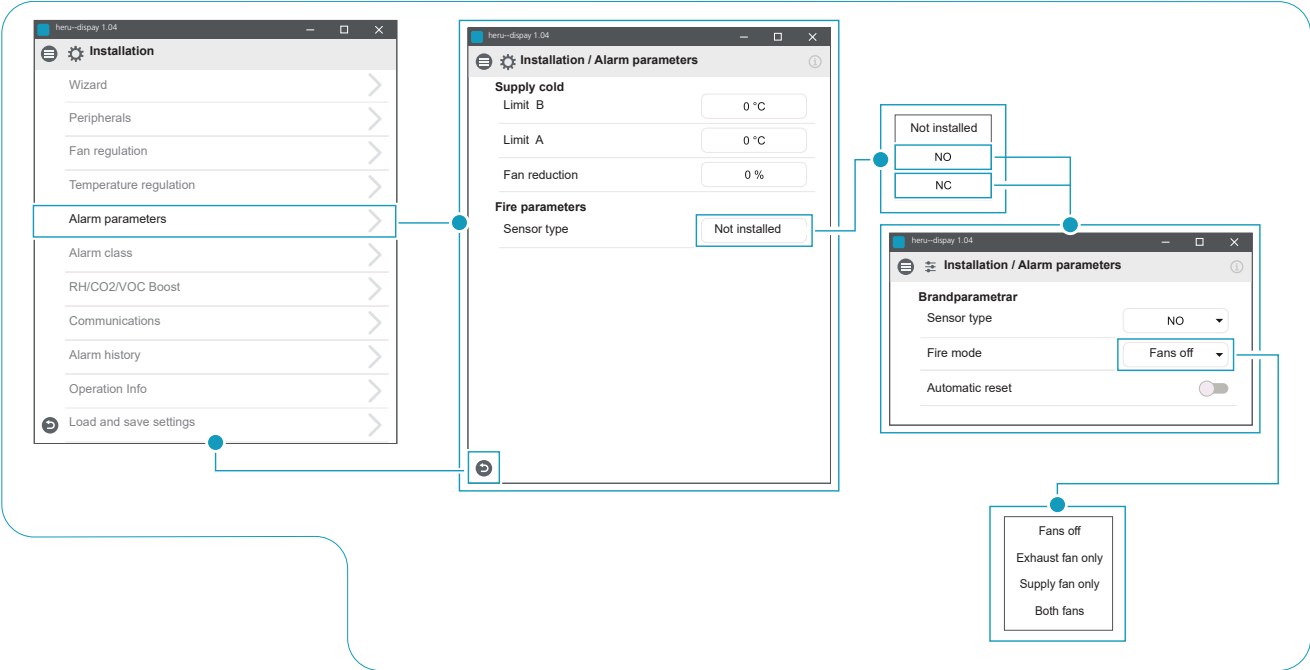 heru--dispay 1.04
Installation
Wizard
Peripherals
Fan regulation
Temperature regulation
Alarm parameters
Alarm class
RH/CO2/VOC Boost
Communications
Alarm history
Operation Info
Load and save settings
heru--dispay 1.04
Installation / Alarm parameters
Supply cold
Limit B 0 °C
Limit A 0 °C
Fan reduction 0 %
Fire parameters
Sensor type Not installed
Not installed
NO
NC
heru--dispay 1.04
Installation / Alarm parameters
Brandparametrar
Sensor type NO
Fire mode Fans off
Automatic reset
Fans off
Exhaust fan only
Supply fan only
Both fans